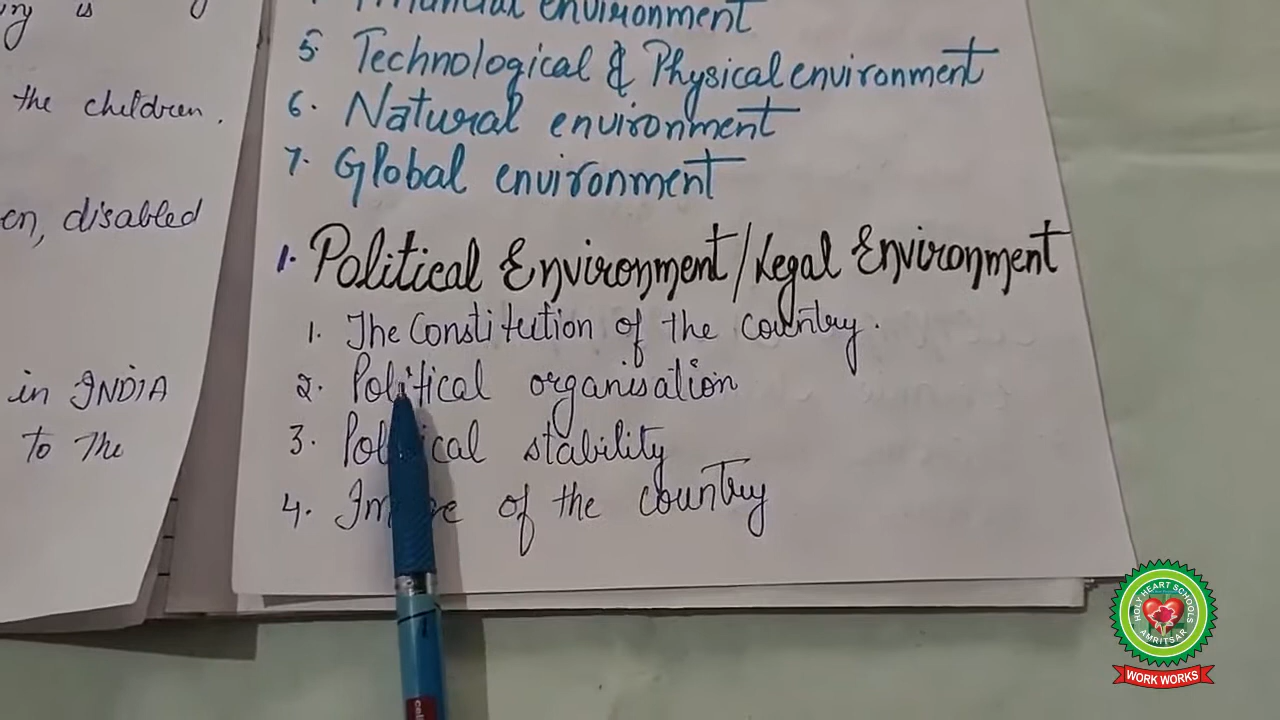 the children.
en, disabled
in INDIA
to the
Financial environment
5. Technological & Physical environment
6. Natural environment
7. Global environment
1. Political Environment/Legal Environment
1. The Constitution of the country.
2. Political organisation
3. Political stability
4. Image of the country
HOLY HEART SCHOOLS
AMRITSAR
WORK WORKS